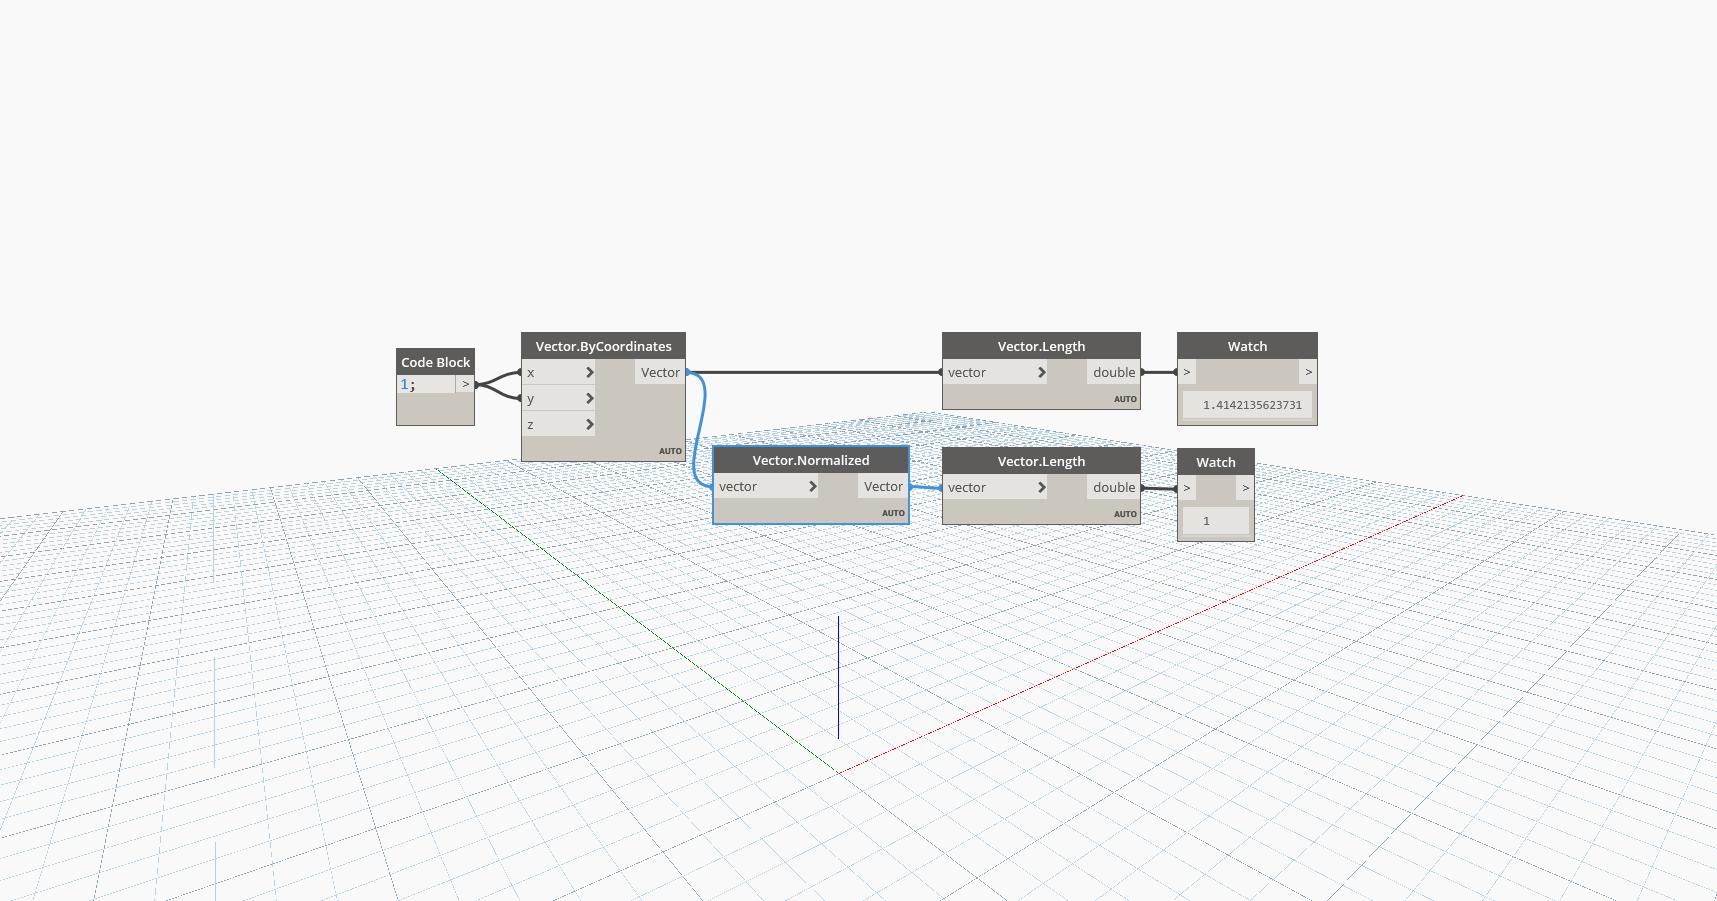 Code Block
1;
>
Vector.ByCoordinates
x
Vector
y
z
AUTO
Vector.Length
vector
double
AUTO
Watch
>
>
1.4142135623731
Vector.Normalized
vector
Vector
AUTO
Vector.Length
vector
double
AUTO
Watch
>
>
1